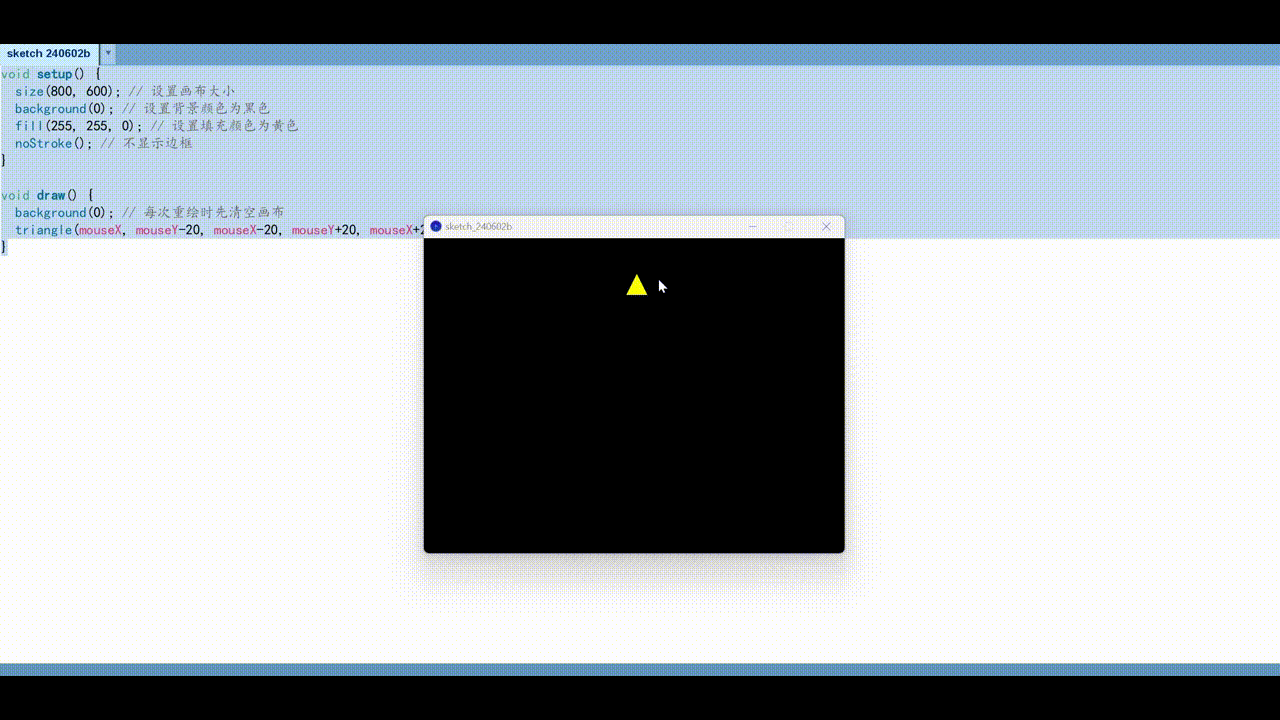 sketch 240602b
void setup() {
size(800, 600); // 设置画布大小
background(0); // 设置背景颜色为黑色
fill(255, 255, 0); // 设置填充颜色为黄色
noStroke(); // 不显示边框
}
void draw() {
background(0); // 每次重绘时先清空画布
triangle(mouseX, mouseY-20, mouseX-20, mouseY+20, mouseX+2
}
sketch_240602b